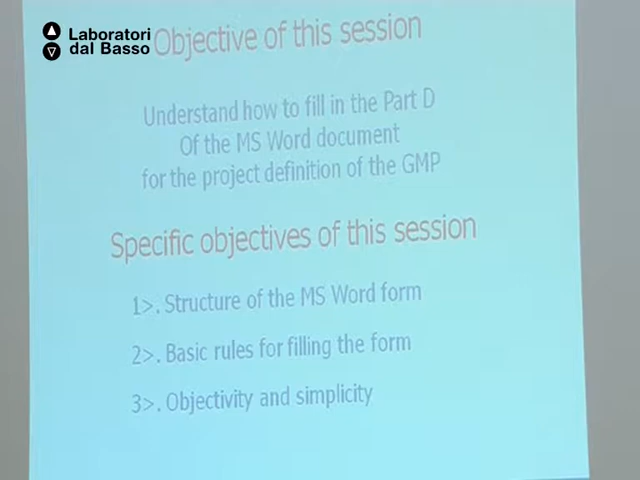 Laboratori
dal Basso
Objective of this session
Understand how to fill in the Part D
Of the MS Word document
for the project definition of the GMP
Specific objectives of this session
1>. Structure of the MS Word form
2>. Basic rules for filling the form
3>. Objectivity and simplicity